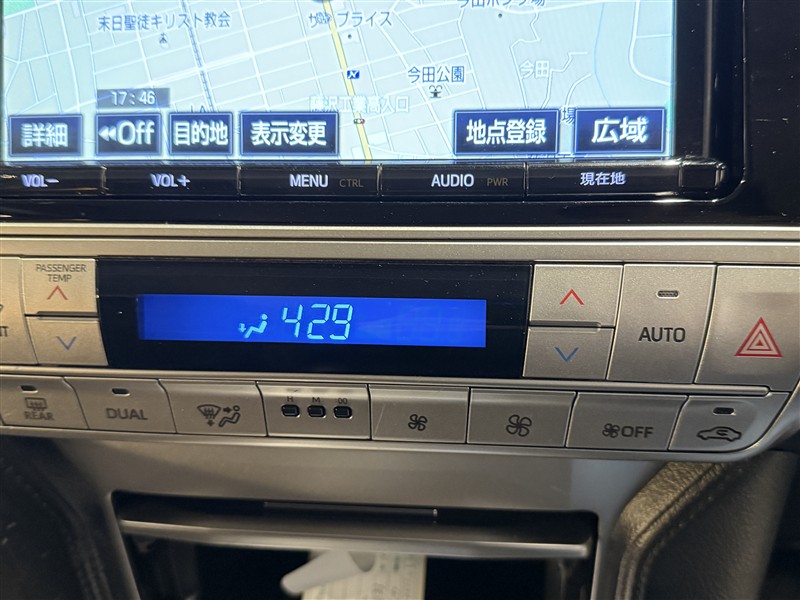 末日聖徒キリスト教会
プライス
今田公園
今田
17:46
場
詳細
Off
目的地
表示変更
地点登録
広域
VOL-
VOL+
MENU CTRL
AUDIO PWR
現在地
PASSENGER
TEMP
429
AUTO
REAR
DUAL
H M
OFF